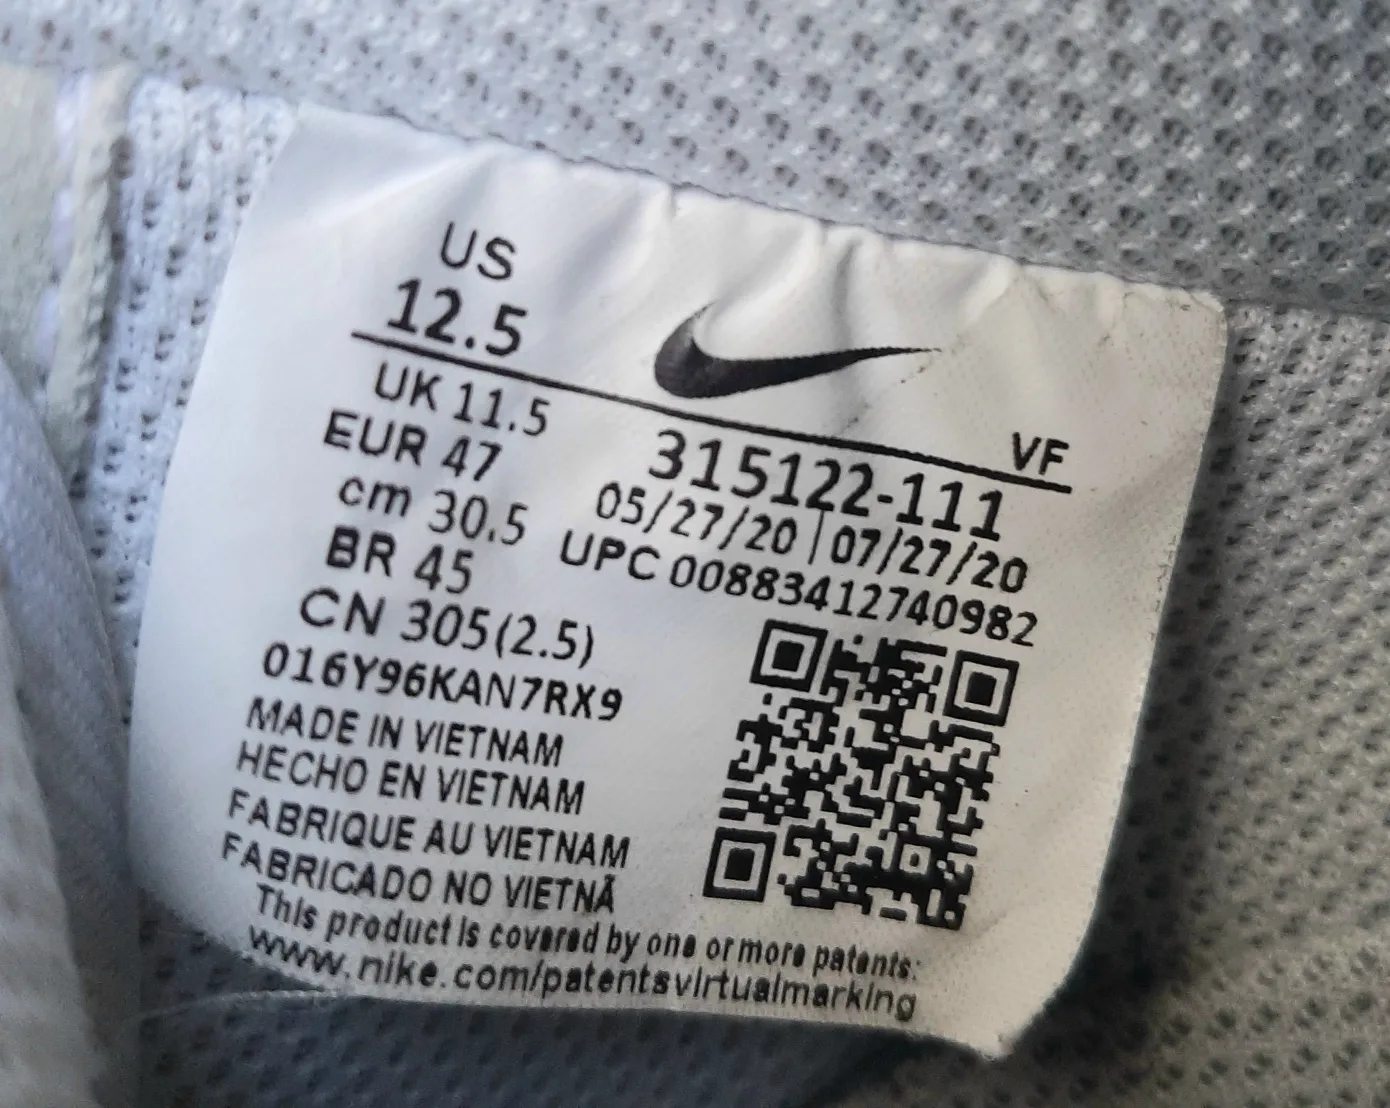 US
12.5
VF
UK 11.5
EUR 47
cm 30.5
BR 45
CN 305(2.5)
315122-111
05/27/20 | 07/27/20
UPC 00883412740982
016Y96KAN7RX9
MADE IN VIETNAM
HECHO EN VIETNAM
FABRIQUE AU VIETNAM
FABRICADO NO VIETNÃ
This product is covered by one or more patents:
www.nike.com/patentsvirtualmarking